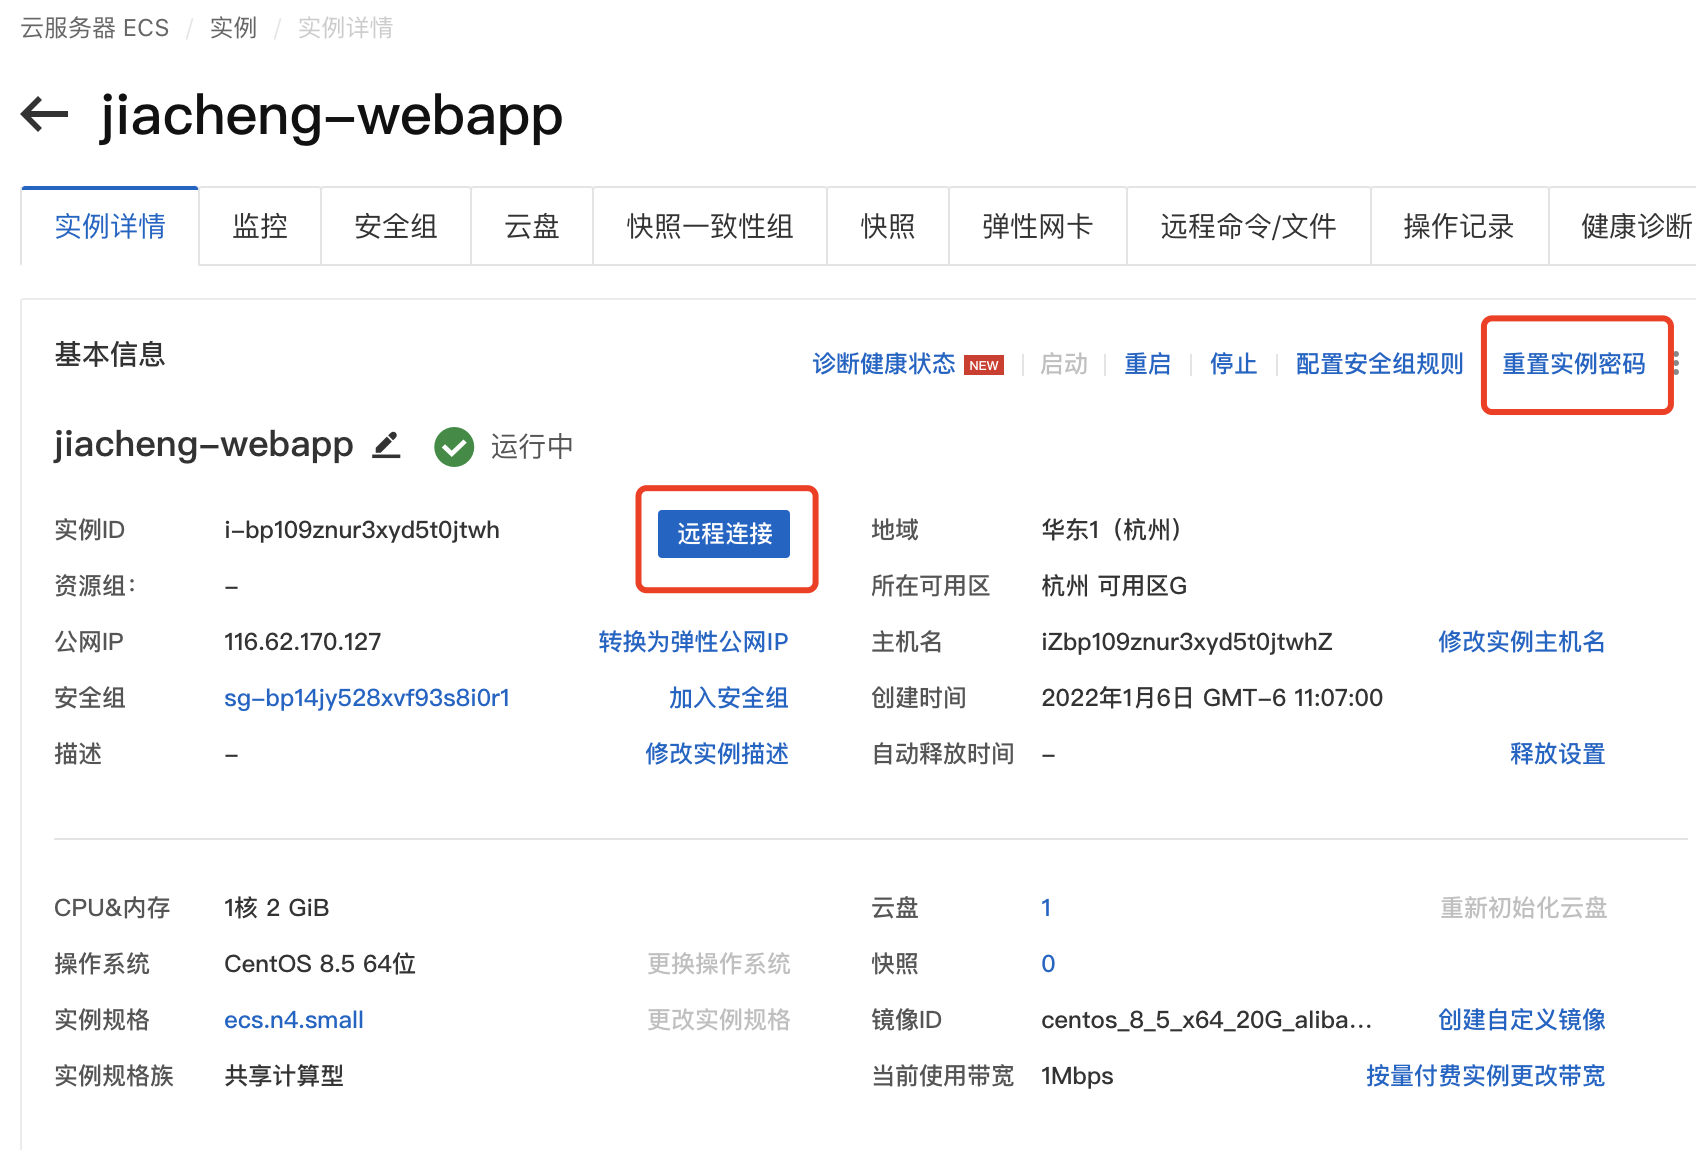 云服务器 ECS / 实例 / 实例详情
jiacheng-webapp
实例详情 监控 安全组 云盘 快照一致性组 快照 弹性网卡 远程命令/文件 操作记录 健康诊断
基本信息
诊断健康状态 NEW | 启动 | 重启 | 停止 | 配置安全组规则 重置实例密码
jiacheng-webapp 运行中
实例ID i-bp109znur3xyd5t0jtwh 远程连接 地域 华东1（杭州）
资源组： - 所在可用区 杭州 可用区G
公网IP 116.62.170.127 转换为弹性公网IP 主机名 iZbp109znur3xyd5t0jtwhZ 修改实例主机名
安全组 sg-bp14jy528xvf93s8i0r1 加入安全组 创建时间 2022年1月6日 GMT-6 11:07:00
描述 - 修改实例描述 自动释放时间 - 释放设置
CPU&内存 1核 2 GiB 云盘 1 重新初始化云盘
操作系统 CentOS 8.5 64位 更换操作系统 快照 0
实例规格 ecs.n4.small 更改实例规格 镜像ID centos_8_5_x64_20G_aliba... 创建自定义镜像
实例规格族 共享计算型 当前使用带宽 1Mbps 按量付费实例更改带宽